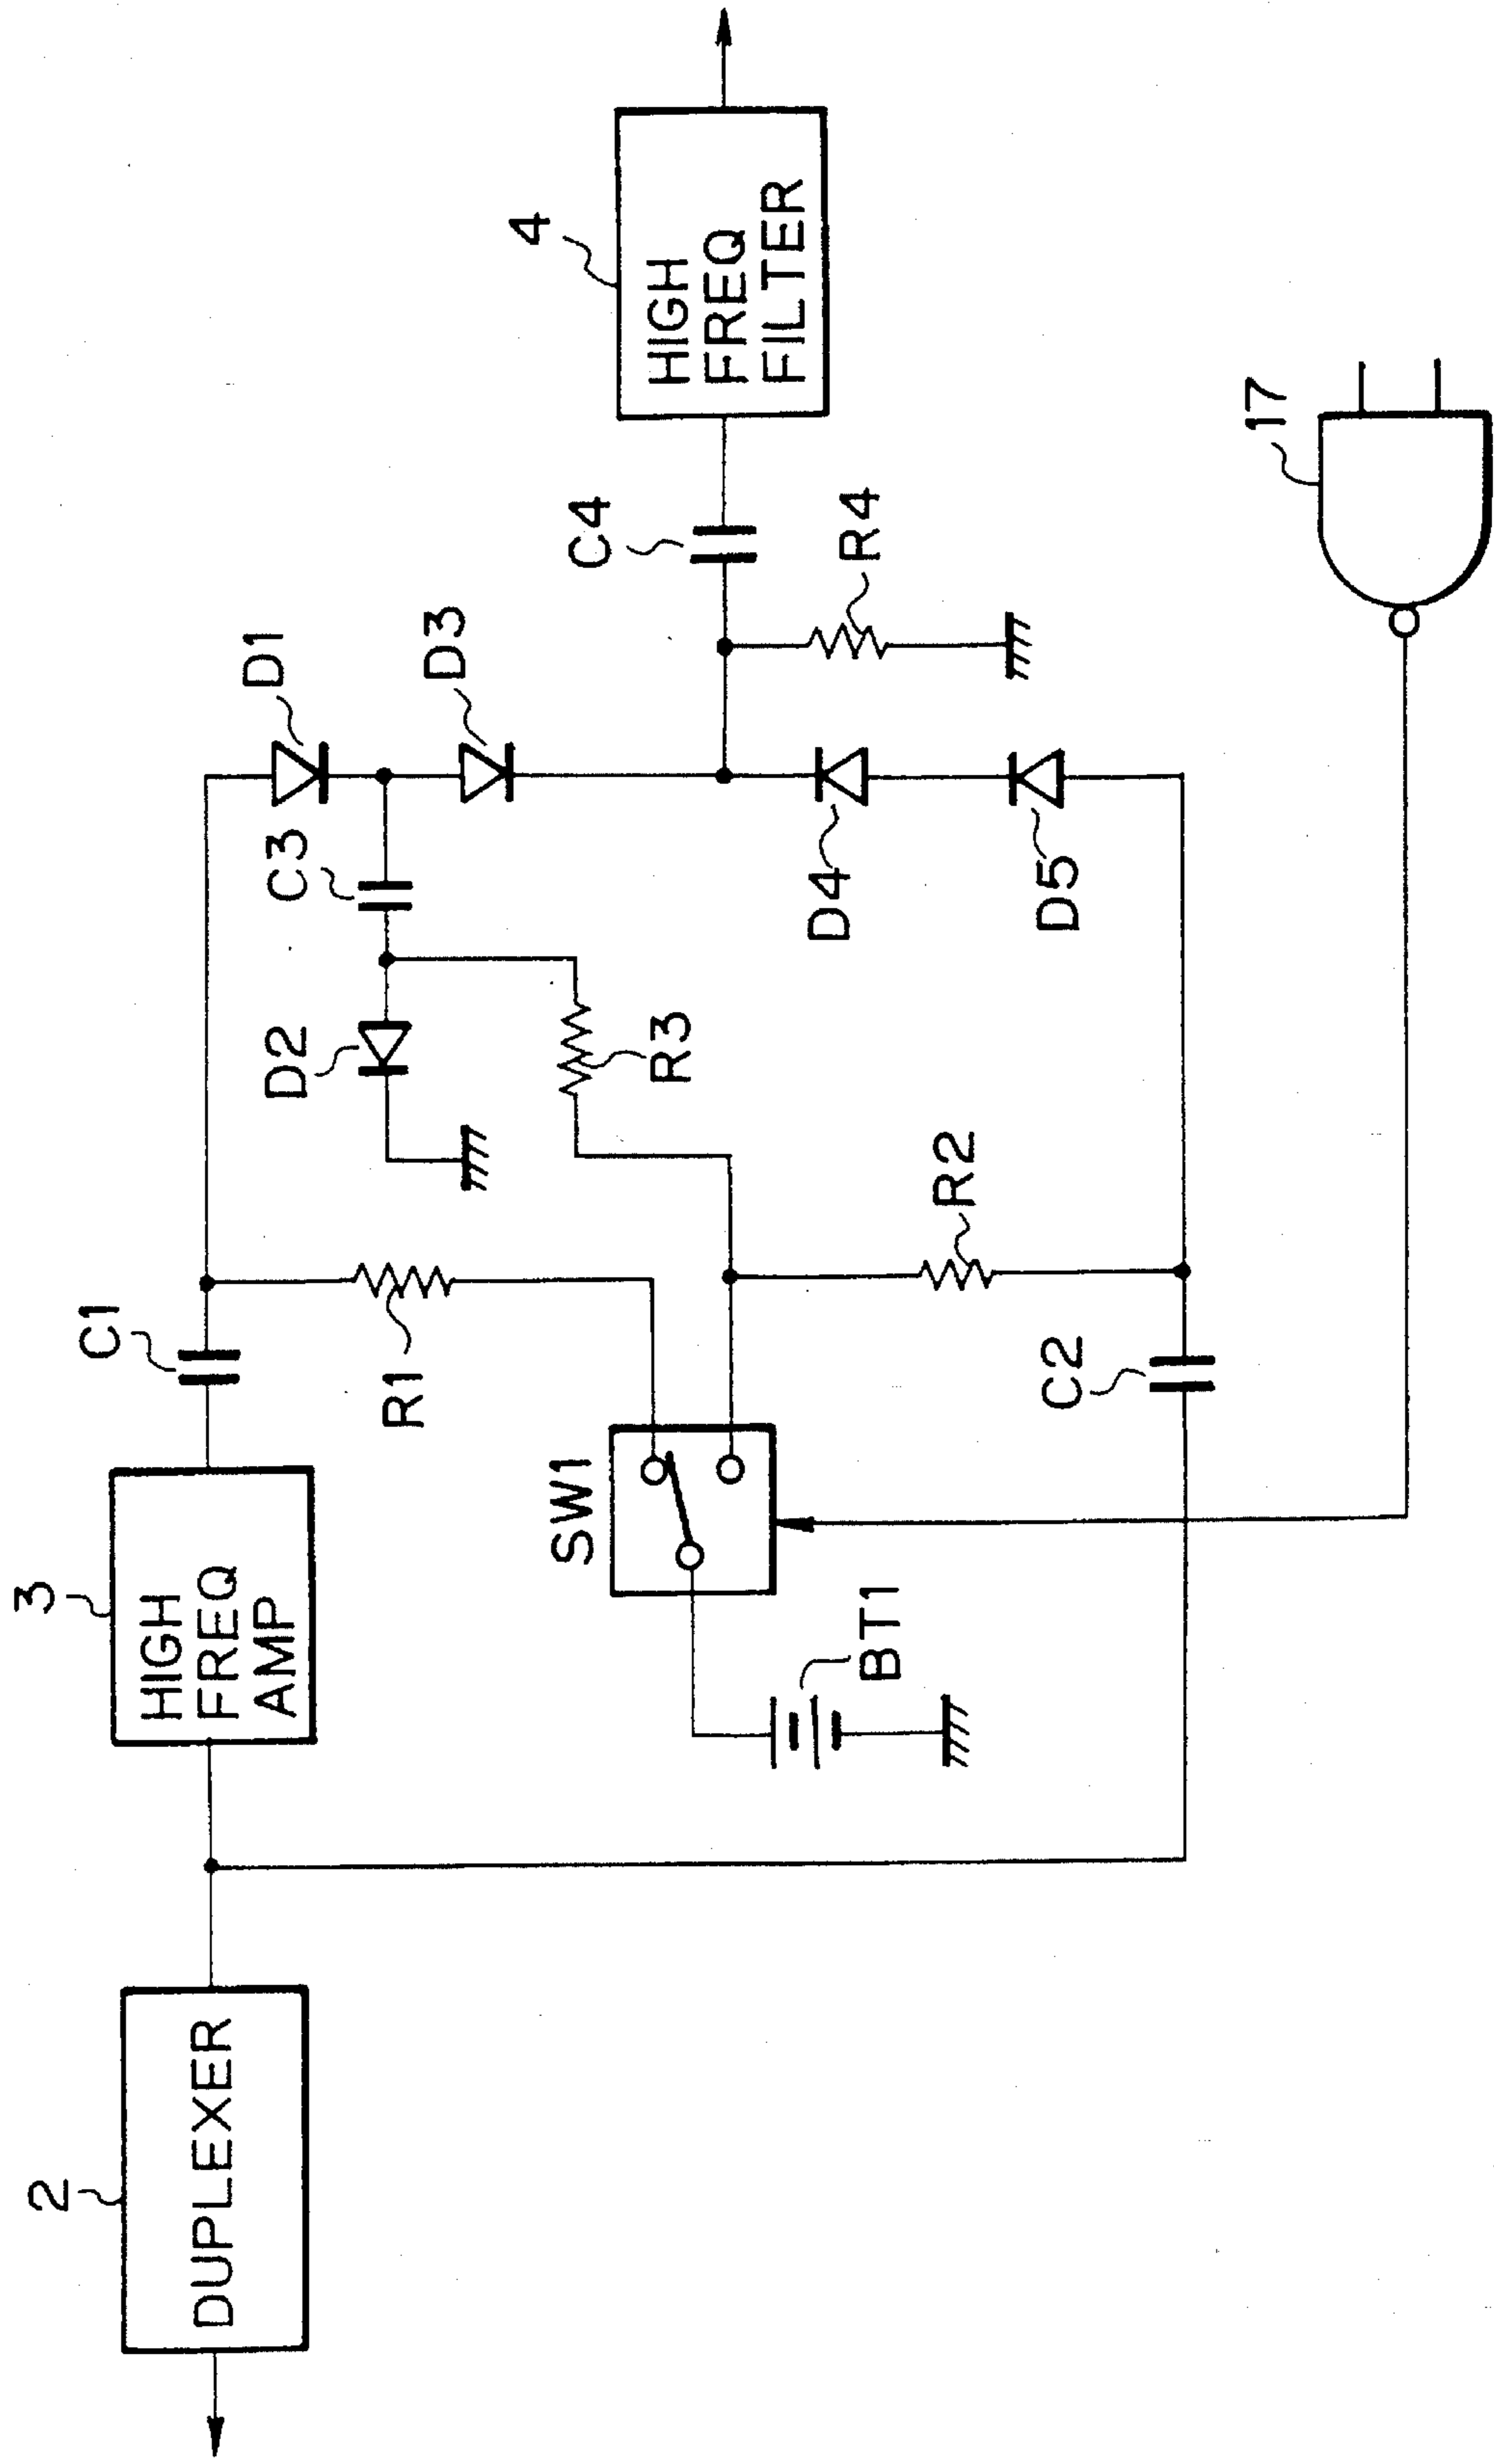 2
DUPLEXER
3
HIGH
FREQ
AMP
C1
R1
SW1
BT1
D1
C3
D2
D3
R3
R2
C2
D4
D5
C4
R4
4
HIGH
FREQ
FILTER
17